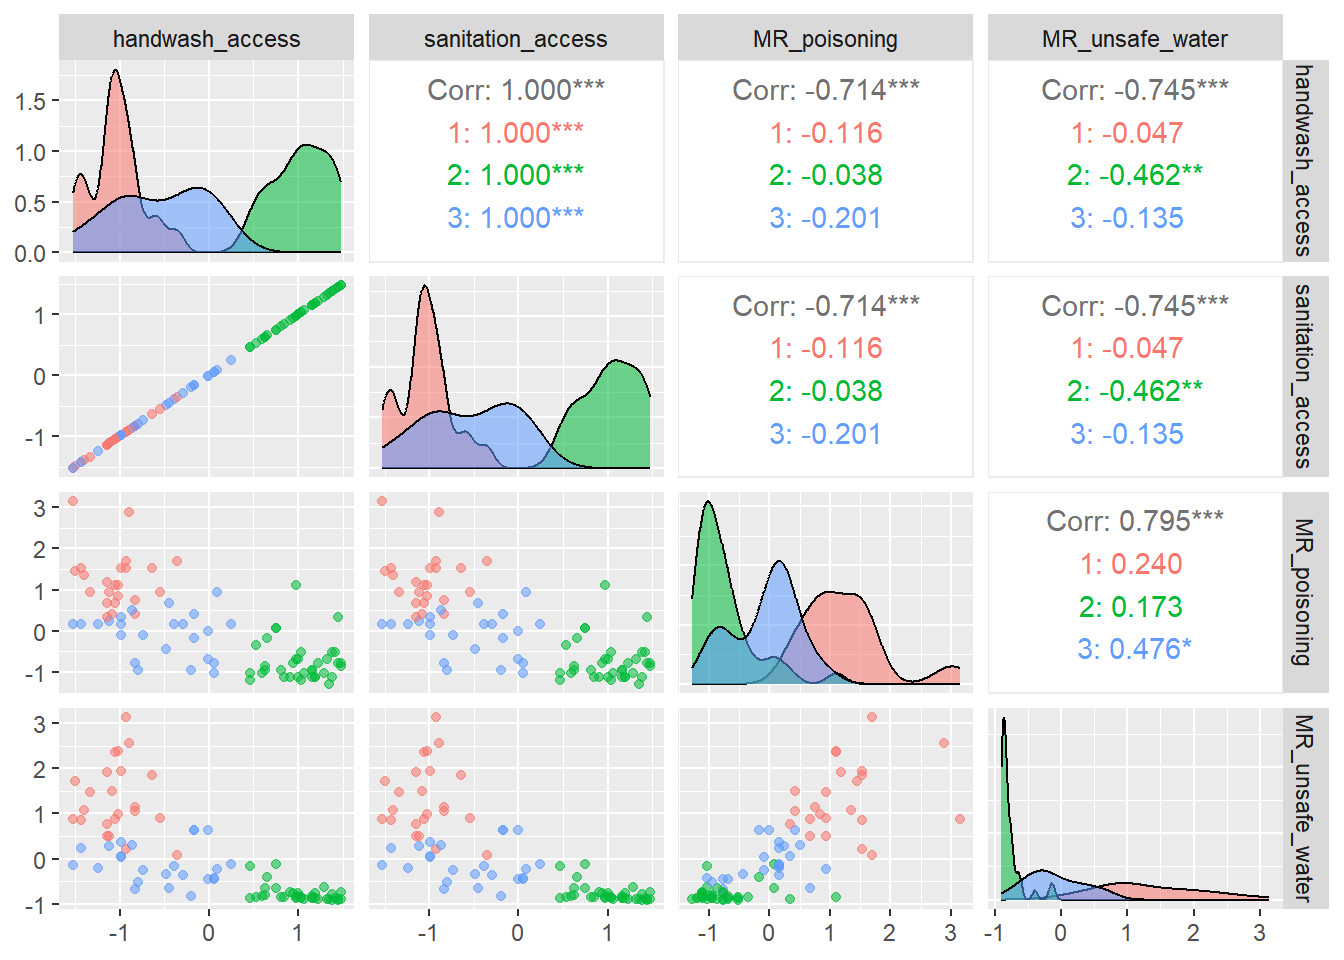 handwash_access
sanitation_access
MR_poisoning
MR_unsafe_water
1.5
1.0
0.5
0.0
Corr: 1.000***
1: 1.000***
2: 1.000***
3: 1.000***
Corr: -0.714***
1: -0.116
2: -0.038
3: -0.201
Corr: -0.745***
1: -0.047
2: -0.462**
3: -0.135
handwash_access
1
0
-1
Corr: -0.714***
1: -0.116
2: -0.038
3: -0.201
Corr: -0.745***
1: -0.047
2: -0.462**
3: -0.135
sanitation_access
3
2
1
0
-1
Corr: 0.795***
1: 0.240
2: 0.173
3: 0.476*
MR_poisoning
3
2
1
0
-1
MR_unsafe_water
-1 0 1
-1 0 1
-1 0 1 2 3
-1 0 1 2 3